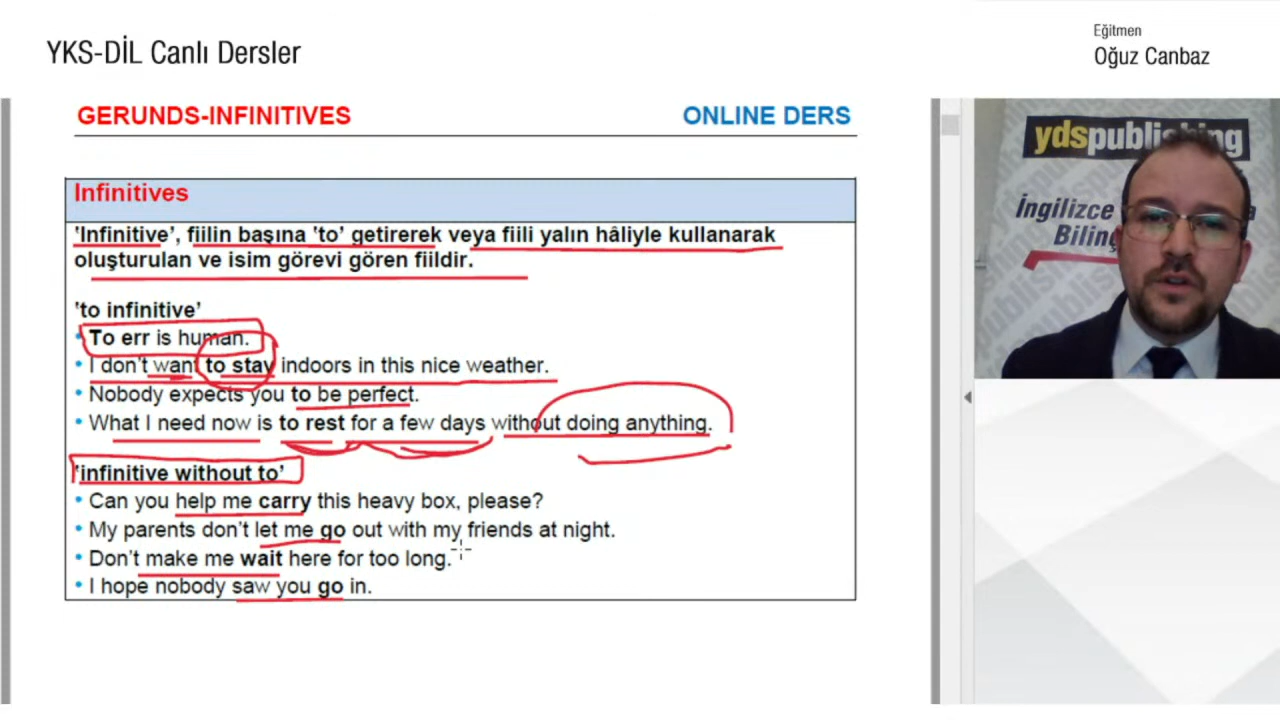 YKS-DİL Canlı Dersler
Eğitmen
Oğuz Canbaz
GERUNDS-INFINITIVES
ONLINE DERS
Infinitives
'Infinitive', fiilin başına 'to' getirerek veya fiili yalın hâliyle kullanarak
oluşturulan ve isim görevi gören fiildir.
'to infinitive'
• To err is human.
• I don't want to stay indoors in this nice weather.
• Nobody expects you to be perfect.
• What I need now is to rest for a few days without doing anything.
'infinitive without to'
• Can you help me carry this heavy box, please?
• My parents don't let me go out with my friends at night.
• Don't make me wait here for too long.
• I hope nobody saw you go in.
ydspublishing
İngilizce